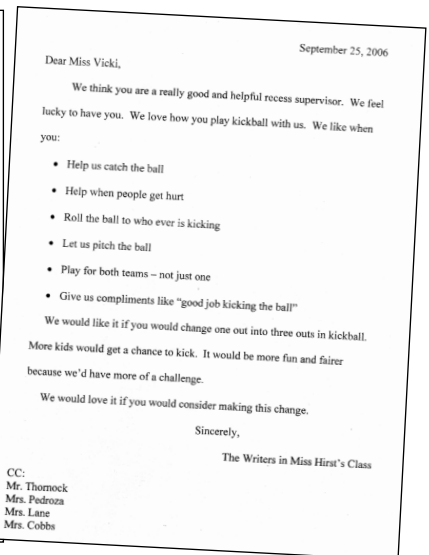 September 25, 2006
Dear Miss Vicki,
We think you are a really good and helpful recess supervisor. We feel
lucky to have you. We love how you play kickball with us. We like when
you:
• Help us catch the ball
• Help when people get hurt
• Roll the ball to who ever is kicking
• Let us pitch the ball
• Play for both teams – not just one
• Give us compliments like “good job kicking the ball”
We would like it if you would change one out into three outs in kickball.
More kids would get a chance to kick. It would be more fun and fairer
because we’d have more of a challenge.
We would love it if you would consider making this change.
Sincerely,
The Writers in Miss Hirst’s Class
CC:
Mr. Thornock
Mrs. Pedroza
Mrs. Lane
Mrs. Cobbs